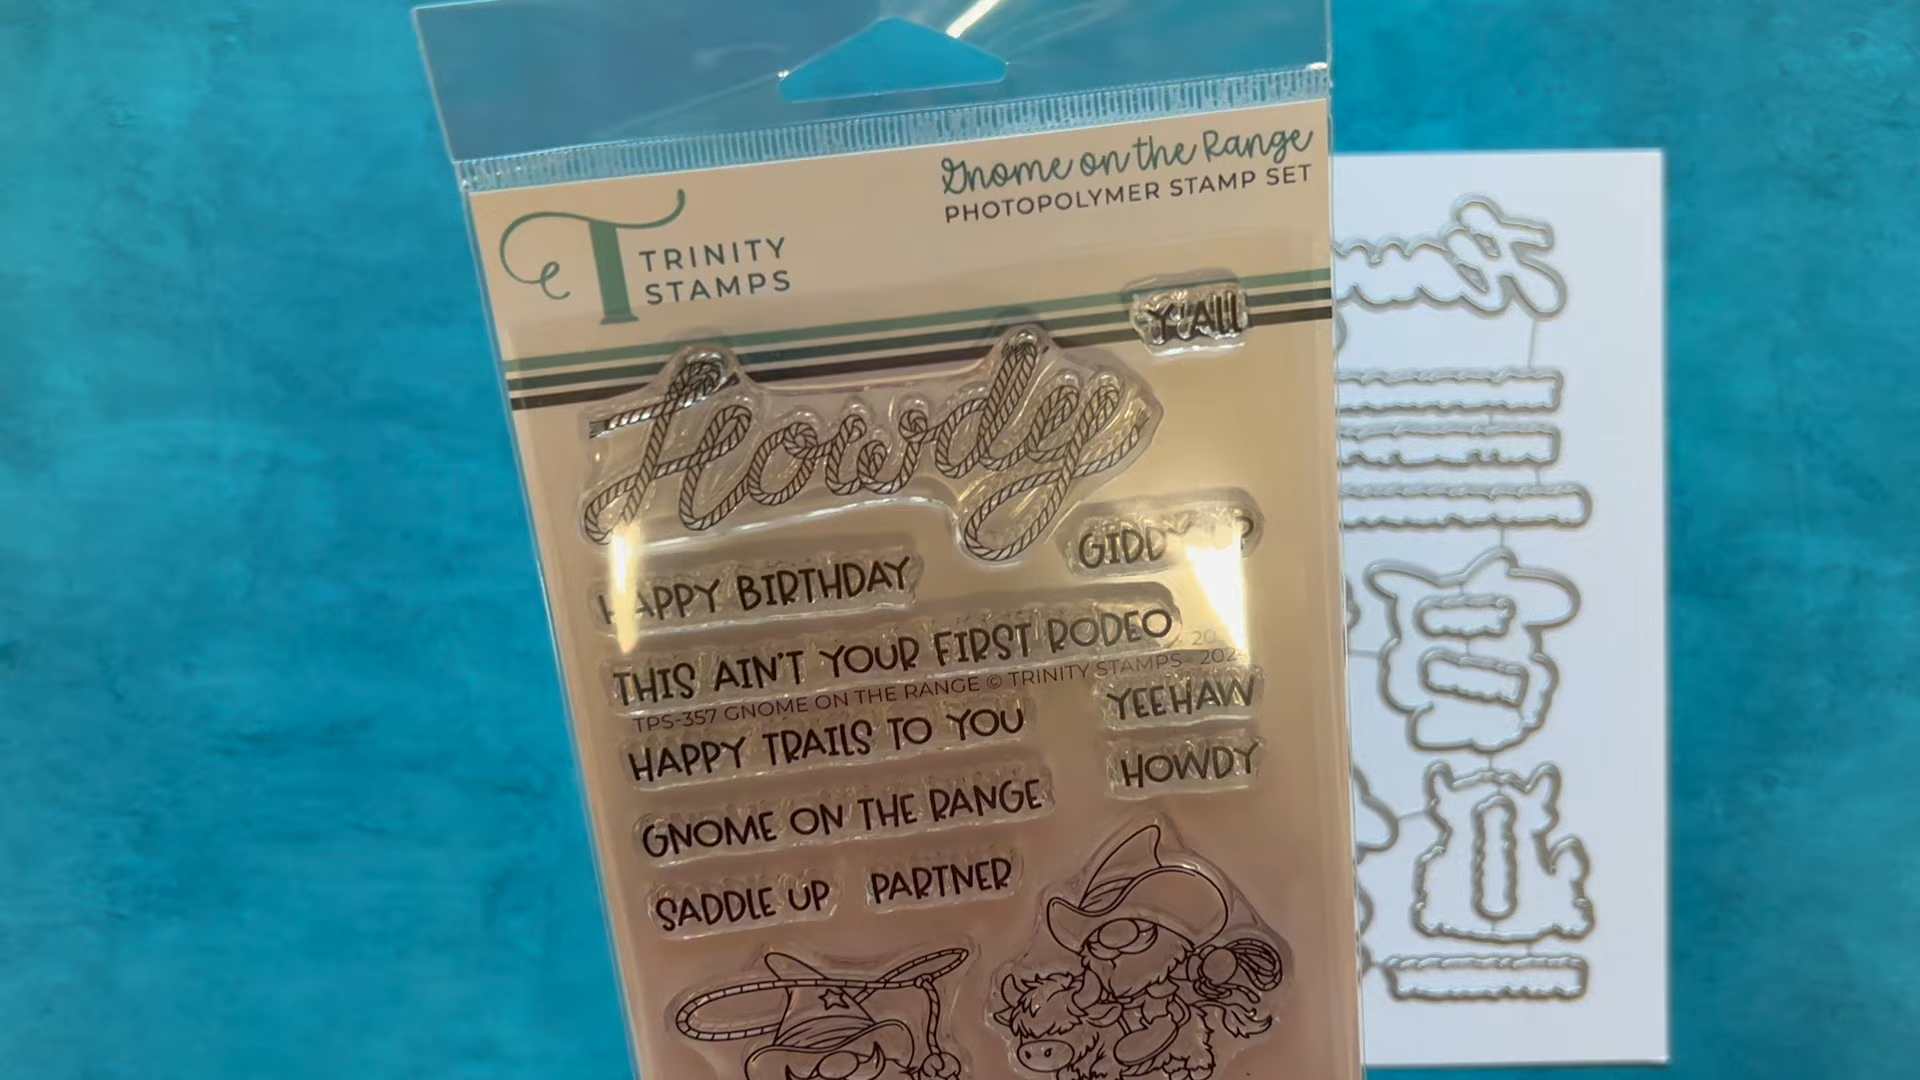 Gnome on the Range
PHOTOPOLYMER STAMP SET
TRINITY
STAMPS
Y'All
Howdy
HAPPY BIRTHDAY
THIS AIN'T YOUR FIRST RODEO
TPS-357 GNOME ON THE RANGE © TRINITY STAMPS
YEEHAW
HAPPY TRAILS TO YOU
HOWDY
GNOME ON THE RANGE
SADDLE UP
PARTNER